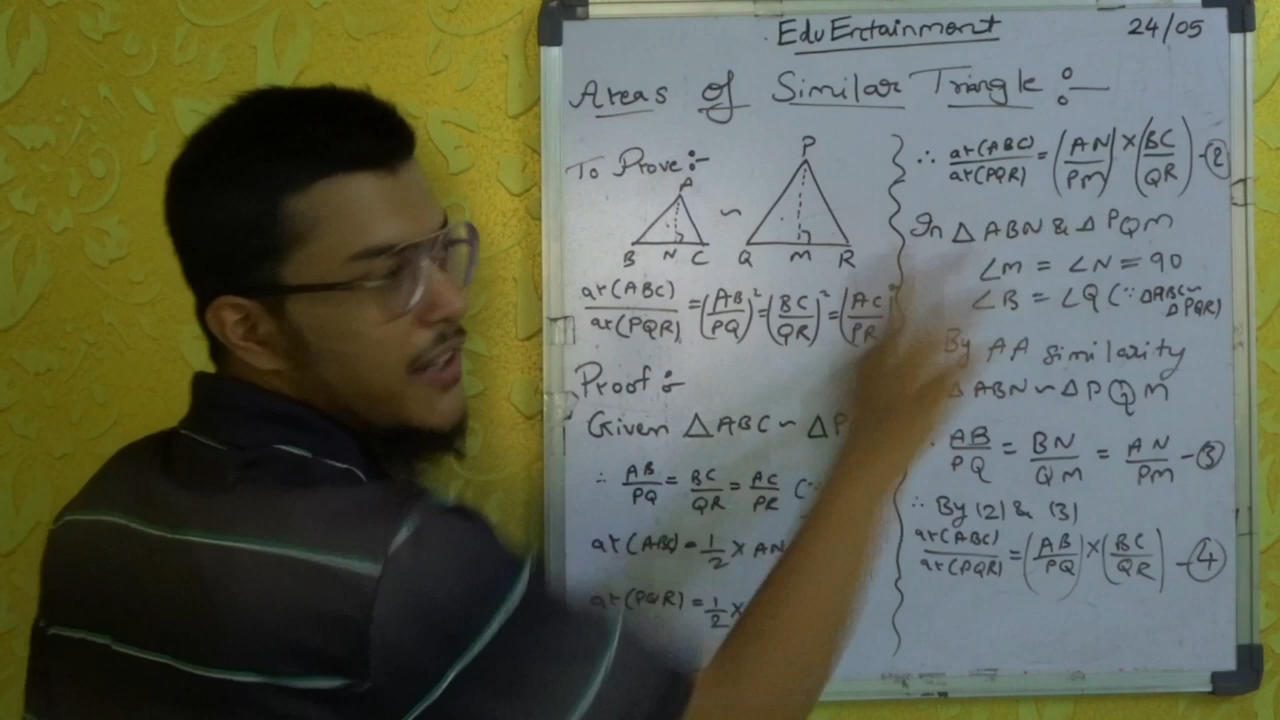 EduEntainment
24/05
Areas of Similar Triangle :-
To Prove :-
A
B N C
~
P
Q M R
ar(ABC)/ar(PQR) = (AB/PQ)² = (BC/QR)² = (AC/PR
Proof :-
Given △ABC ~ △P
∴ AB/PQ = BC/QR = AC/PR (∵
ar(ABC) = 1/2 × AN
ar(PQR) = 1/2 ×
∴ ar(ABC)/ar(PQR) = (AN/PM) × (BC/QR) -②
In △ABN & △PQM
∠M = ∠N = 90
∠B = ∠Q (∵ △ABC~
△PQR)
By AA similarity
△ABN ~ △PQM
AB/PQ = BN/QM = AN/PM -③
∴ By (2) & (3)
ar(ABC)/ar(PQR) = (AB/PQ) × (BC/QR) -④